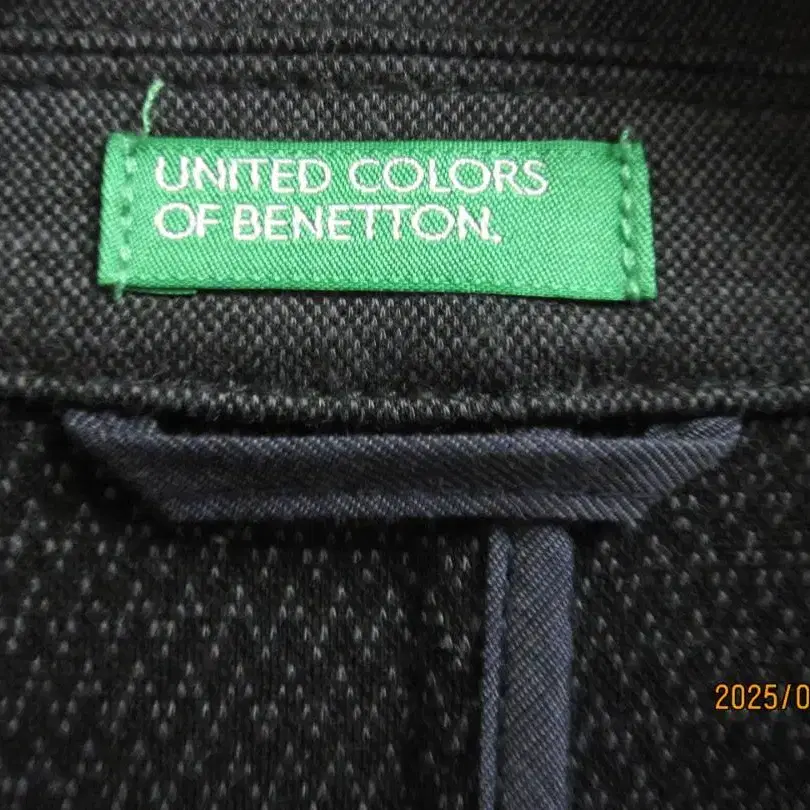 UNITED COLORS
OF BENETTON.
2025/0